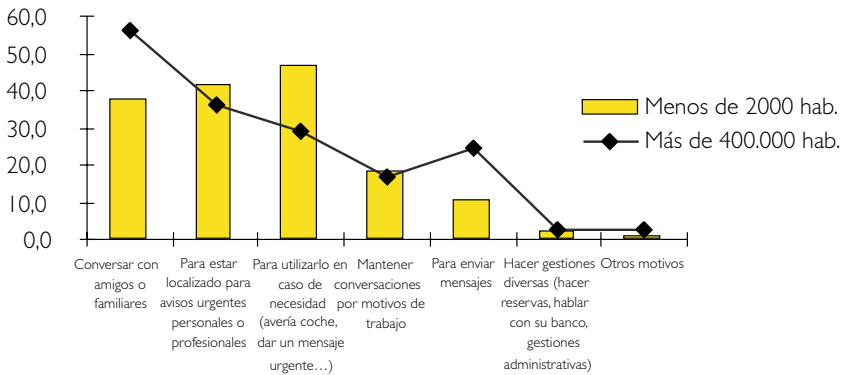 60,0
50,0
40,0
30,0
20,0
10,0
0,0
Menos de 2000 hab.
Más de 400.000 hab.
Conversar con
amigos o
familiares
Para estar
localizado para
avisos urgentes
personales o
profesionales
Para utilizarlo en
caso de
necesidad
(avería coche,
dar un mensaje
urgente…)
Mantener
conversaciones
por motivos de
trabajo
Para enviar
mensajes
Hacer gestiones
diversas (hacer
reservas, hablar
con su banco,
gestiones
administrativas)
Otros motivos